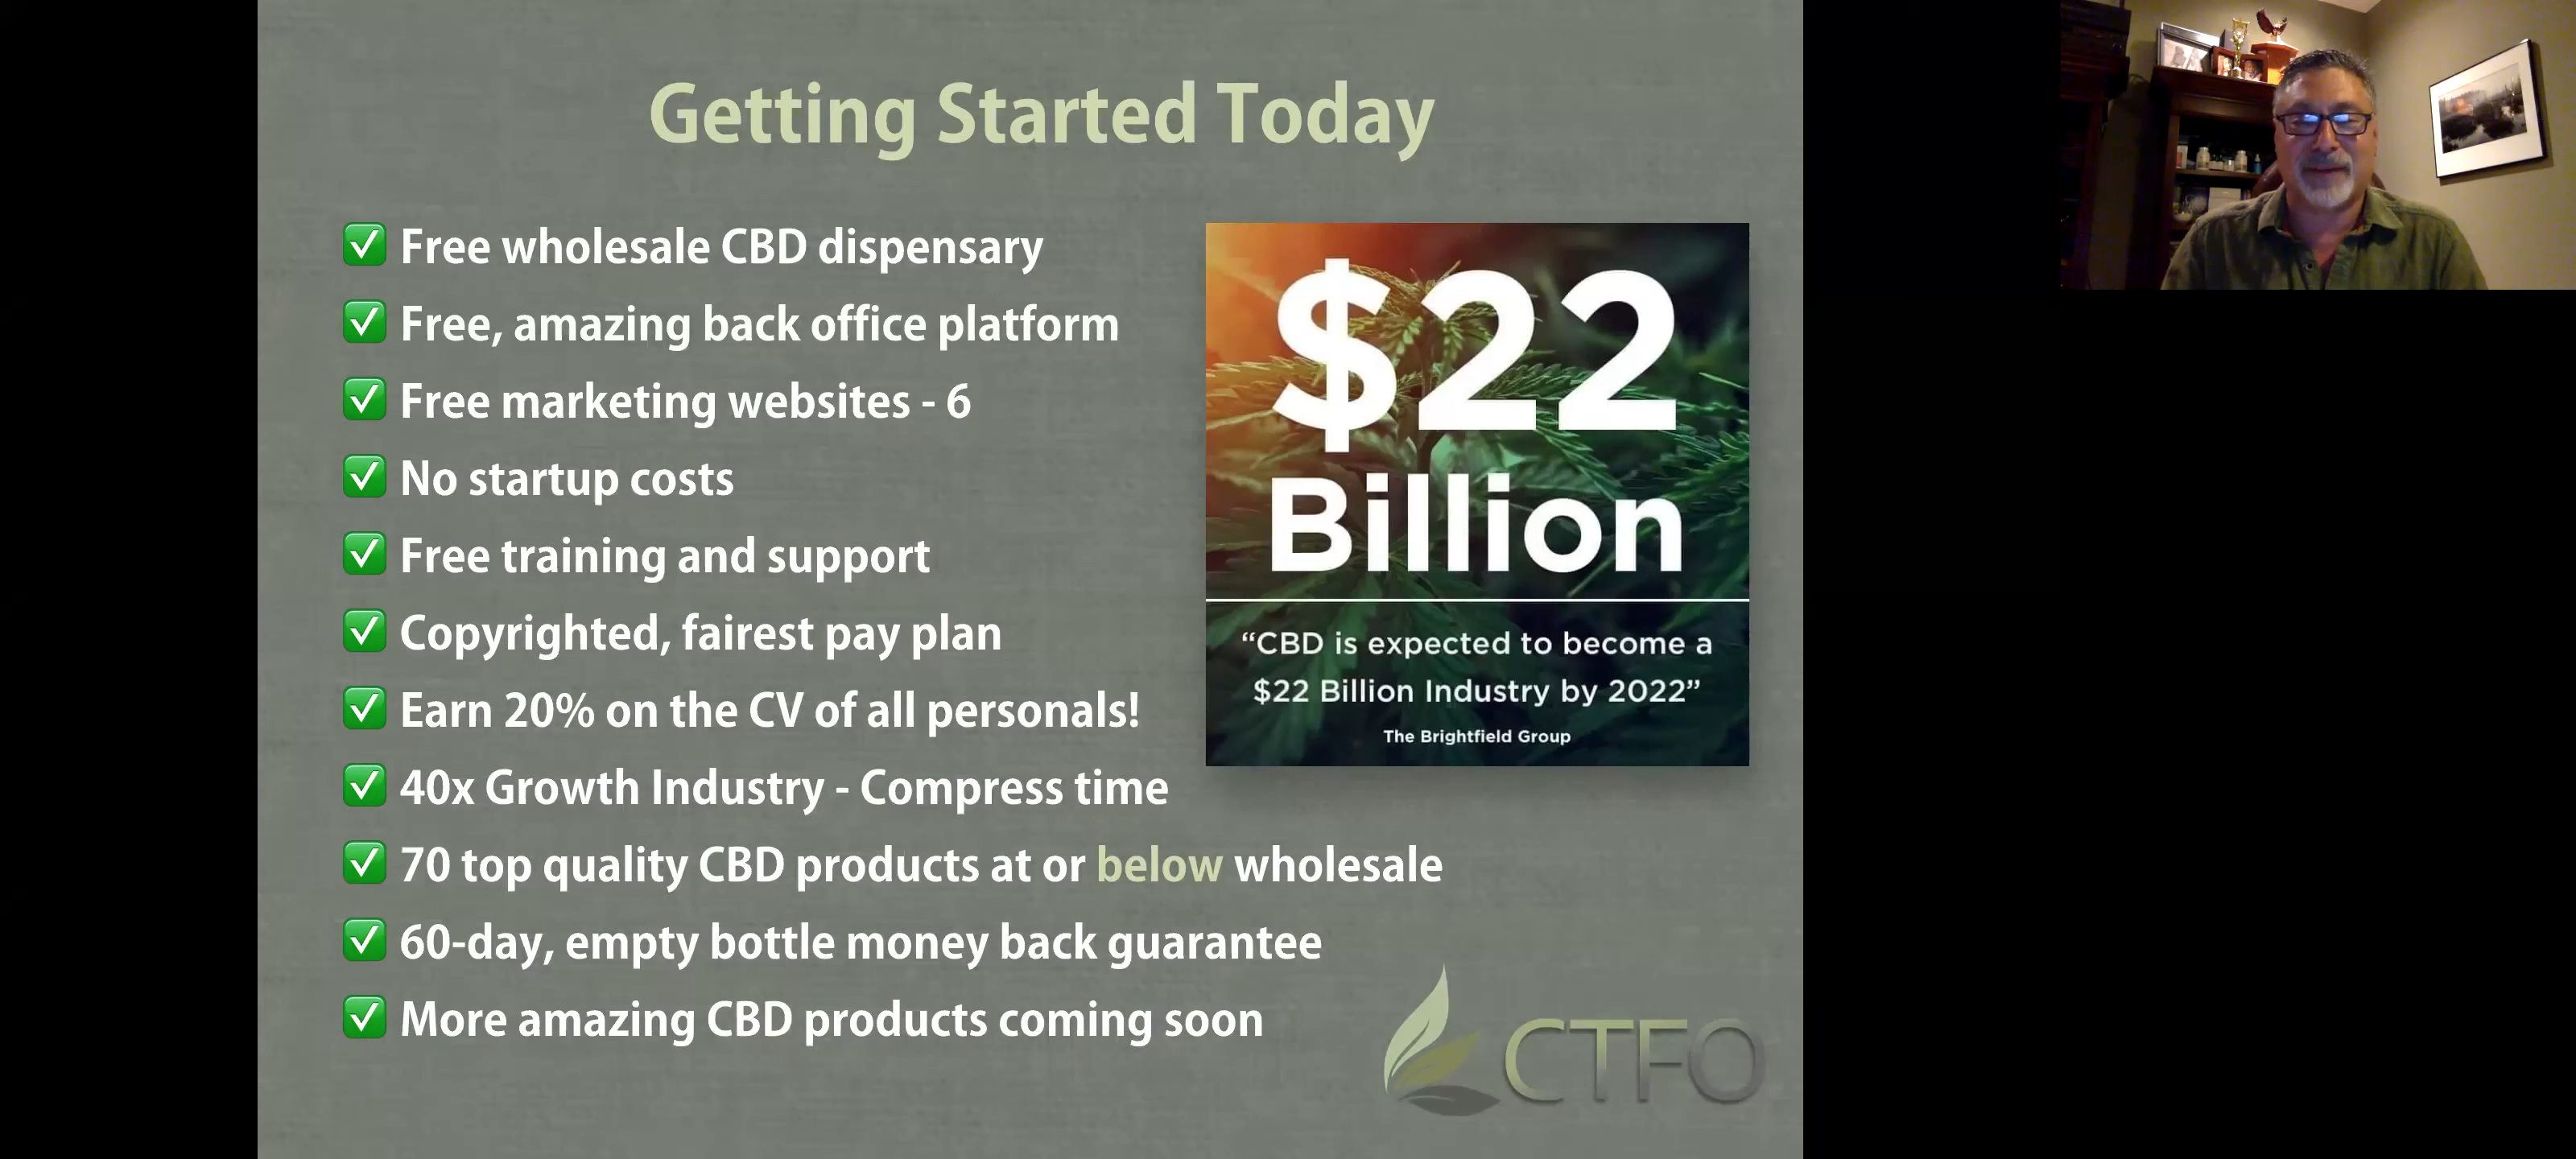 Getting Started Today
Free wholesale CBD dispensary
Free, amazing back office platform
Free marketing websites - 6
No startup costs
Free training and support
Copyrighted, fairest pay plan
Earn 20% on the CV of all personals!
40x Growth Industry - Compress time
70 top quality CBD products at or below wholesale
60-day, empty bottle money back guarantee
More amazing CBD products coming soon
$22
Billion
“CBD is expected to become a
$22 Billion Industry by 2022”
The Brightfield Group
CTFO